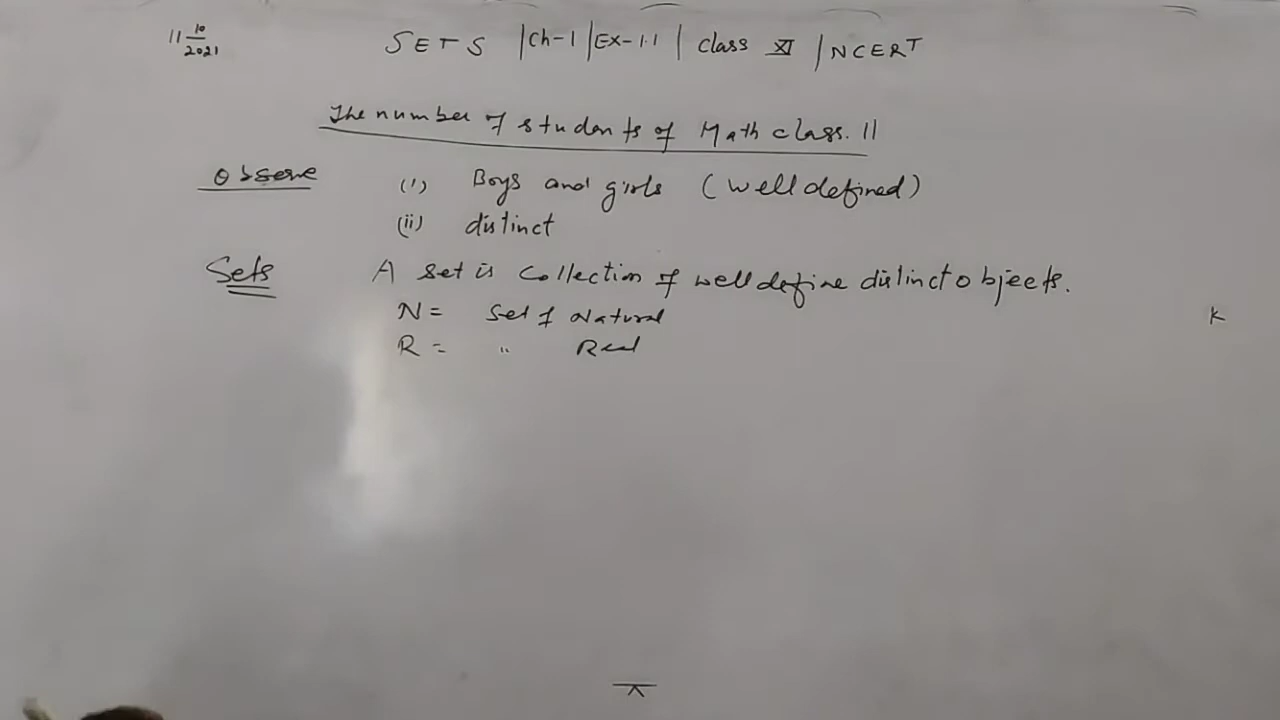 11 10/2021
SETS |Ch-1|Ex-1.1| class XI |NCERT
The number of students of Math class. 11
Observe (i) Boys and girls (well defined)
(ii) distinct
Sets A set is Collection of well define distinct objects.
N = Set of Natural
R = " Real
K